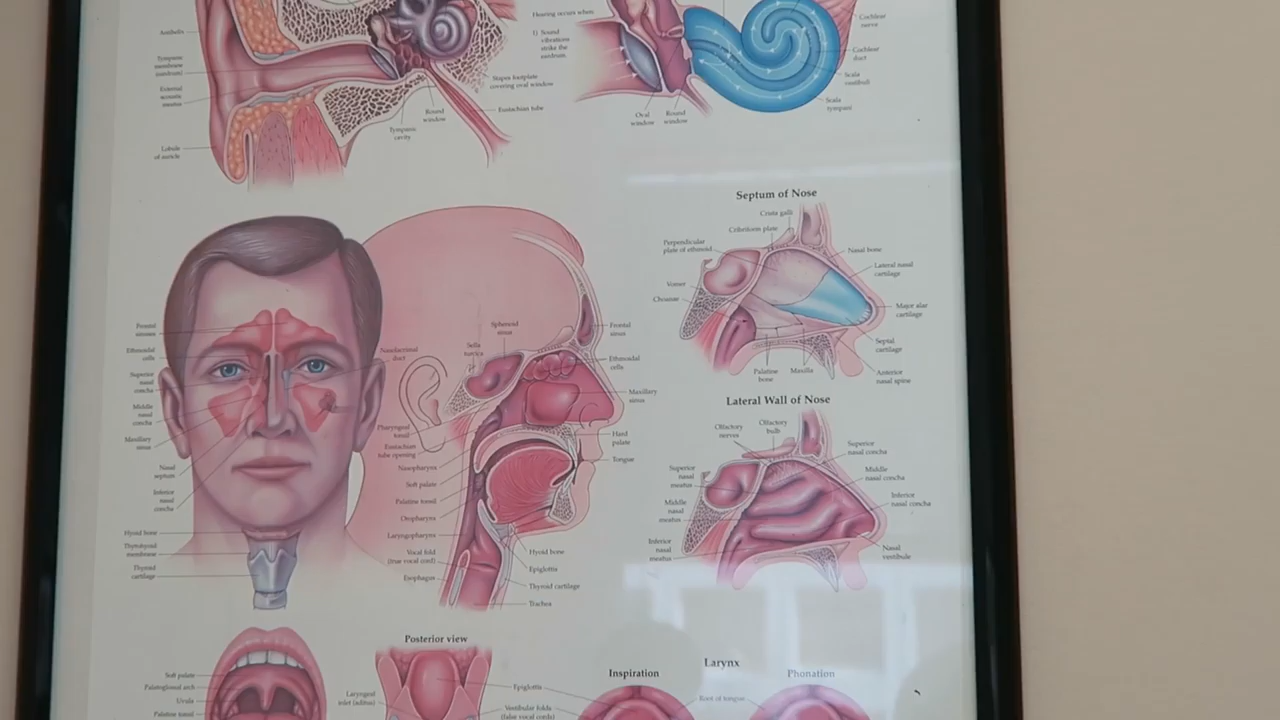 Antihelix
Tympanic
membrane
(eardrum)
External
acoustic
meatus
Lobule
of auricle
Tympanic
cavity
Round
window
Eustachian tube
Stapes footplate
covering oval window
Hearing occurs when:
1) Sound
vibrations
strike the
eardrum.
Oval
window
Round
window
Cochlear
nerve
Cochlear
duct
Scala
vestibuli
Scala
tympani
Frontal
sinuses
Ethmoidal
cells
Superior
nasal
concha
Middle
nasal
concha
Maxillary
sinus
Nasal
septum
Inferior
nasal
concha
Hyoid bone
Thyrohyoid
membrane
Thyroid
cartilage
Nasolacrimal
duct
Sella
turcica
Sphenoid
sinus
Frontal
sinus
Ethmoidal
cells
Maxillary
sinus
Hard
palate
Tongue
Pharyngeal
tonsil
Eustachian
tube opening
Nasopharynx
Soft palate
Palatine tonsil
Oropharynx
Laryngopharynx
Vocal fold
(true vocal cord)
Esophagus
Hyoid bone
Epiglottis
Thyroid cartilage
Trachea
Septum of Nose
Crista galli
Cribriform plate
Perpendicular
plate of ethmoid
Vomer
Choanae
Nasal bone
Lateral nasal
cartilage
Major alar
cartilage
Septal
cartilage
Anterior
nasal spine
Palatine
bone
Maxilla
Lateral Wall of Nose
Olfactory
nerves
Olfactory
bulb
Superior
nasal concha
Middle
nasal concha
Inferior
nasal concha
Nasal
vestibule
Superior
nasal
meatus
Middle
nasal
meatus
Inferior
nasal
meatus
Soft palate
Palatoglossal arch
Uvula
Palatine tonsil
Posterior view
Laryngeal
inlet (aditus)
Epiglottis
Vestibular folds
(false vocal cords)
Larynx
Inspiration
Phonation
Root of tongue